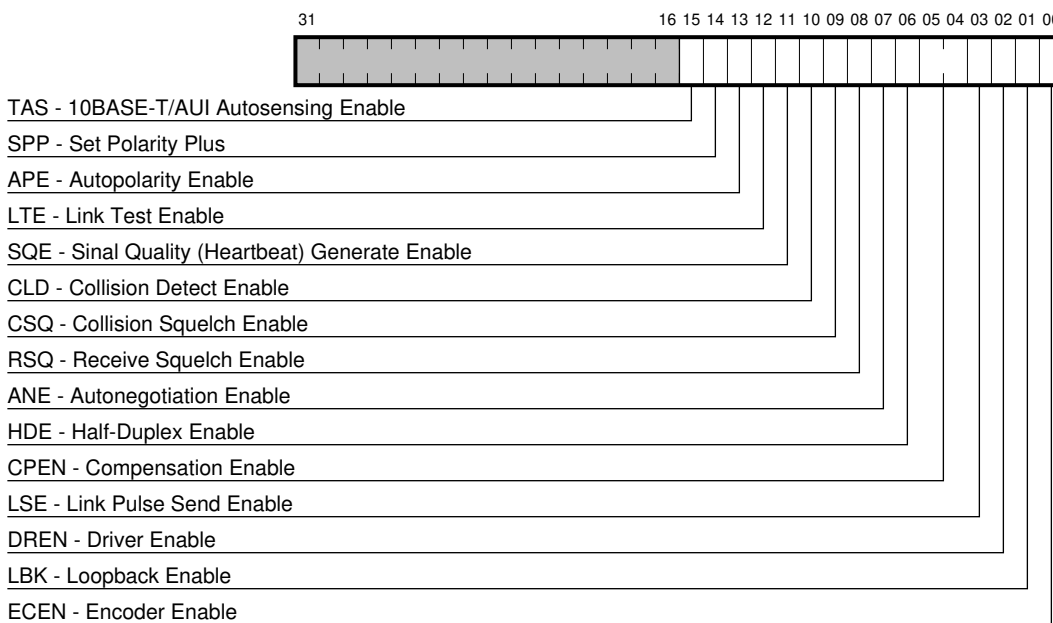 31 16 15 14 13 12 11 10 09 08 07 06 05 04 03 02 01 00
TAS - 10BASE-T/AUI Autosensing Enable
SPP - Set Polarity Plus
APE - Autopolarity Enable
LTE - Link Test Enable
SQE - Sinal Quality (Heartbeat) Generate Enable
CLD - Collision Detect Enable
CSQ - Collision Squelch Enable
RSQ - Receive Squelch Enable
ANE - Autonegotiation Enable
HDE - Half-Duplex Enable
CPEN - Compensation Enable
LSE - Link Pulse Send Enable
DREN - Driver Enable
LBK - Loopback Enable
ECEN - Encoder Enable